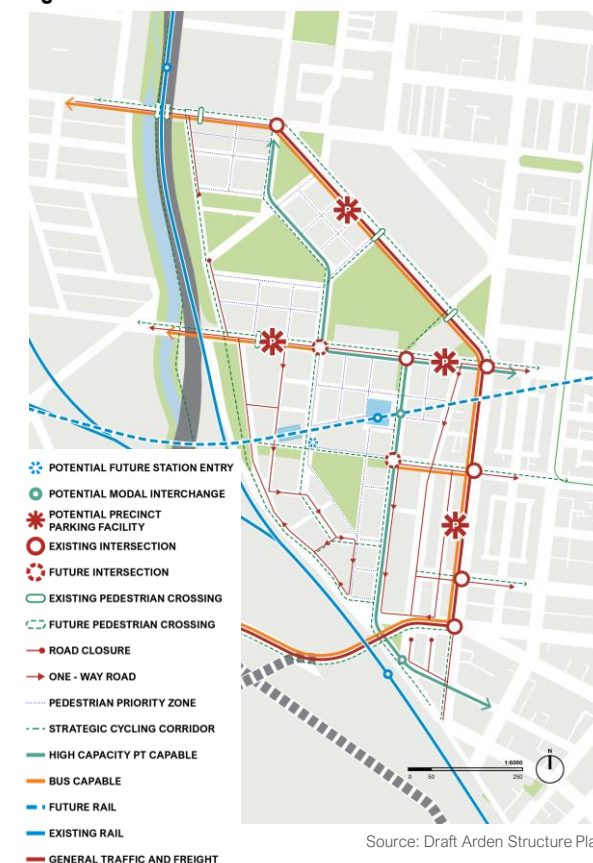 P
P
P
P
POTENTIAL FUTURE STATION ENTRY
POTENTIAL MODAL INTERCHANGE
P
POTENTIAL PRECINCT
PARKING FACILITY
EXISTING INTERSECTION
FUTURE INTERSECTION
EXISTING PEDESTRIAN CROSSING
FUTURE PEDESTRIAN CROSSING
ROAD CLOSURE
ONE - WAY ROAD
PEDESTRIAN PRIORITY ZONE
STRATEGIC CYCLING CORRIDOR
HIGH CAPACITY PT CAPABLE
BUS CAPABLE
FUTURE RAIL
EXISTING RAIL
GENERAL TRAFFIC AND FREIGHT
N
1:6000
0 50 250
Source: Draft Arden Structure Pla